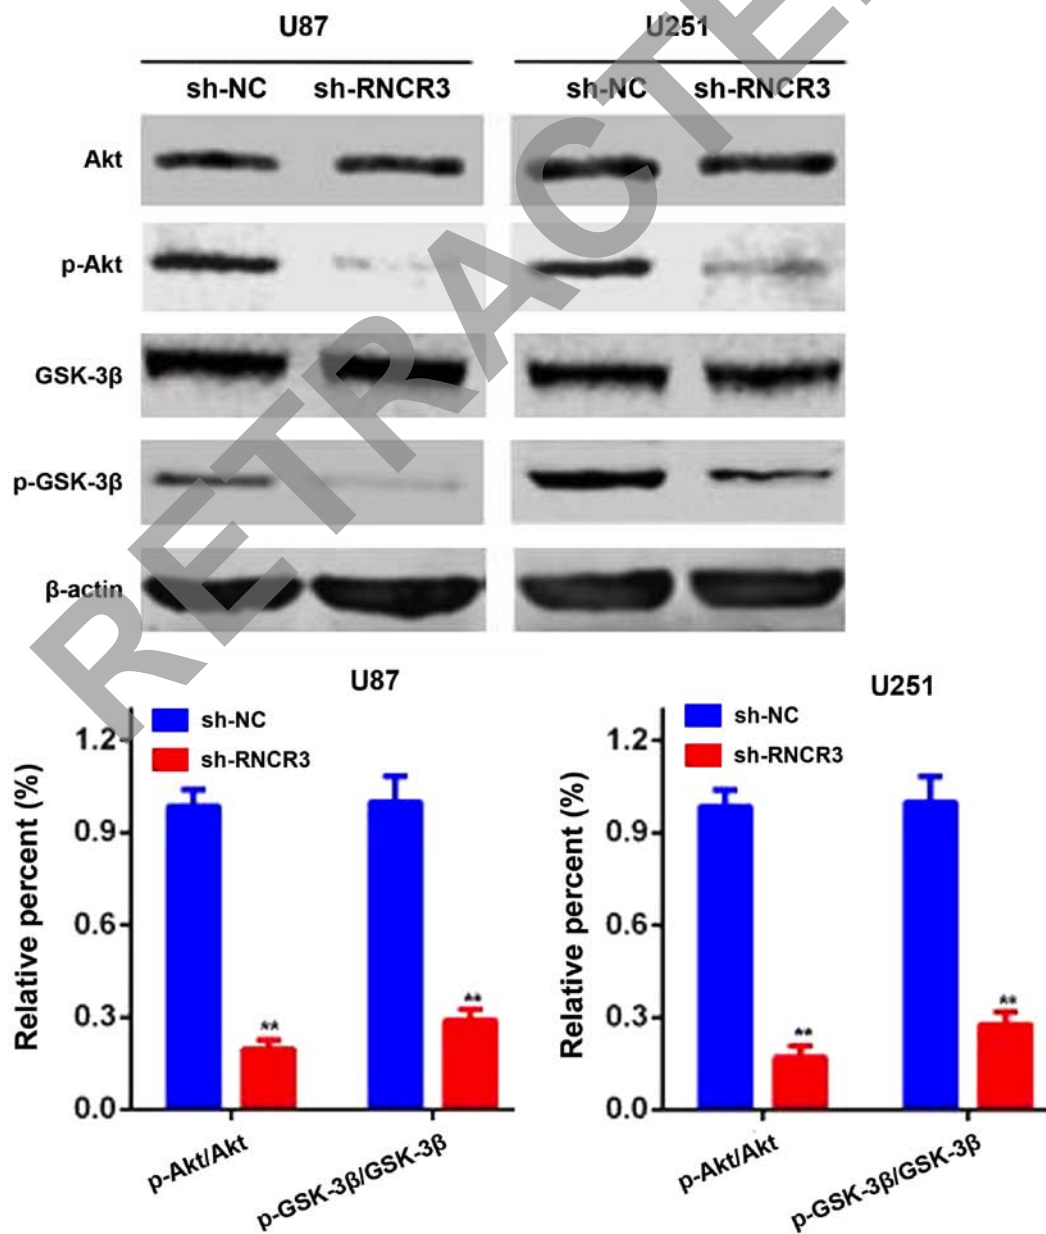 U87 U251
sh-NC sh-RNCR3 sh-NC sh-RNCR3
Akt
p-Akt
GSK-3β
p-GSK-3β
β-actin
RETRACTE
U87
sh-NC
sh-RNCR3
Relative percent (%)
1.2
0.9
0.6
0.3
0.0
**
**
p-Akt/Akt
p-GSK-3β/GSK-3β
U251
sh-NC
sh-RNCR3
Relative percent (%)
1.2
0.9
0.6
0.3
0.0
**
**
p-Akt/Akt
p-GSK-3β/GSK-3β